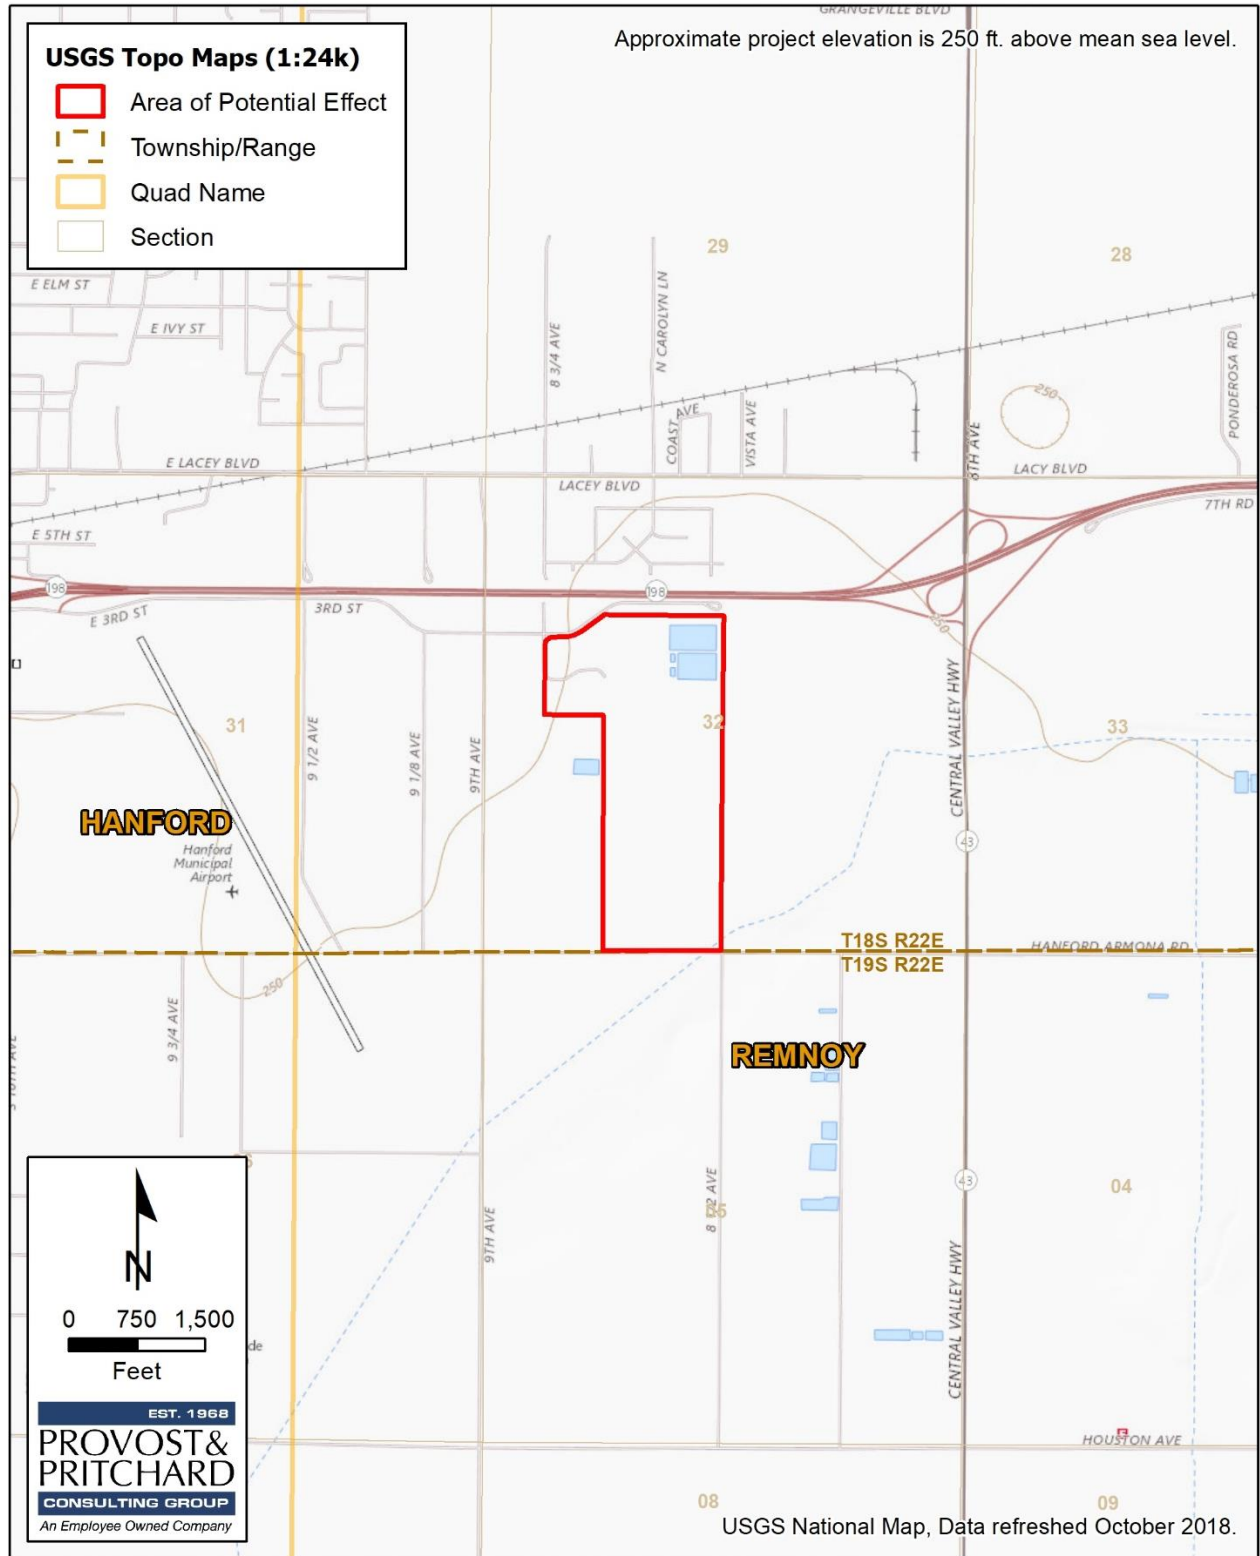 GRANGEVILLE BLVD
Approximate project elevation is 250 ft. above mean sea level.
USGS Topo Maps (1:24k)
Area of Potential Effect
Township/Range
Quad Name
Section
29
28
E ELM ST
E IVY ST
8 3/4 AVE
N CAROLYN LN
PONDEROSA RD
250
COAST AVE
VISTA AVE
8TH AVE
E LACEY BLVD
LACEY BLVD
LACY BLVD
7TH RD
E 5TH ST
198
198
E 3RD ST
3RD ST
250
31
32
33
9 1/2 AVE
9 1/8 AVE
9TH AVE
CENTRAL VALLEY HWY
HANFORD
Hanford
Municipal
Airport
43
T18S R22E
HANFORD ARMONA RD
T19S R22E
250
9 3/4 AVE
REMNOY
N
0 750 1,500
Feet
8 1/2 AVE
9TH AVE
43
04
CENTRAL VALLEY HWY
de
EST. 1968
PROVOST&
PRITCHARD
CONSULTING GROUP
An Employee Owned Company
HOUSTON AVE
08
09
USGS National Map, Data refreshed October 2018.